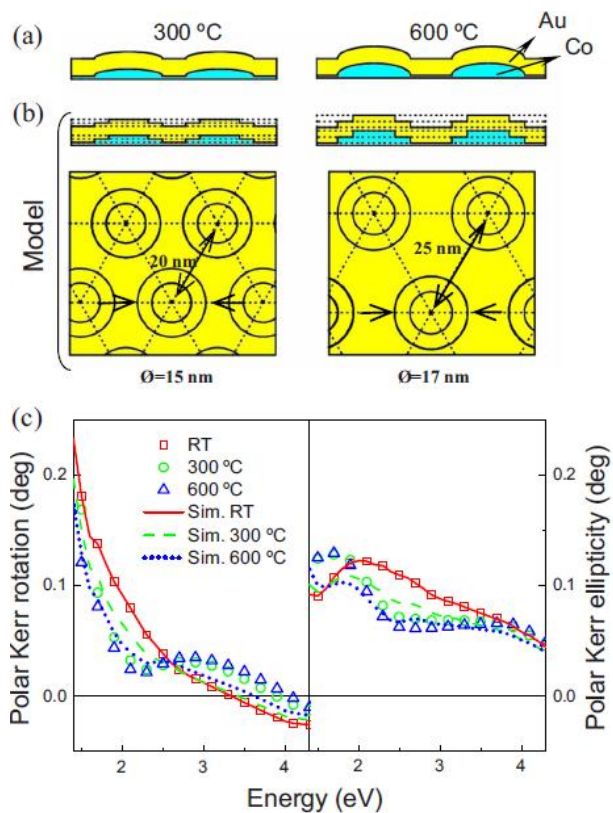 (a) 300 ºC 600 ºC
Au
Co
(b)
Model
20 nm 25 nm
Ø=15 nm Ø=17 nm
(c)
RT
300 ºC
600 ºC
Sim. RT
Sim. 300 ºC
Sim. 600 ºC
Polar Kerr rotation (deg)
0.2
0.1
0.0
0.2
0.1
0.0
Polar Kerr ellipticity (deg)
2 3 4 2 3 4
Energy (eV)